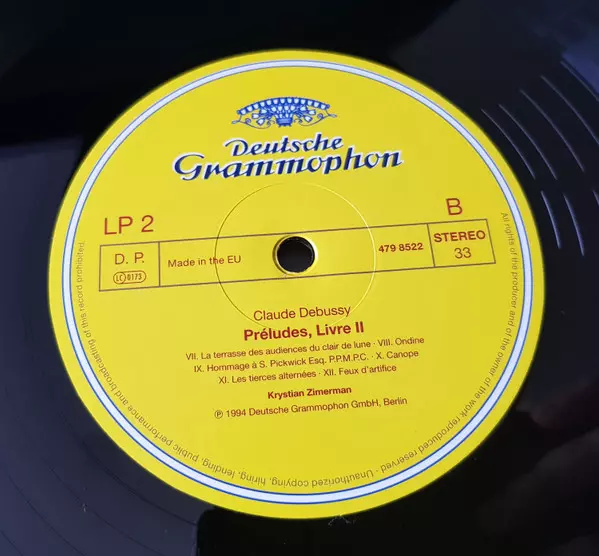 Deutsche
Grammophon
LP 2
B
D. P.
LC 0173
Made in the EU
479 8522
STEREO
33
Claude Debussy
Préludes, Livre II
VII. La terrasse des audiences du clair de lune · VIII. Ondine
IX. Hommage à S. Pickwick Esq. P.P.M.P.C. · X. Canope
XI. Les tierces alternées · XII. Feux d'artifice
Krystian Zimerman
℗ 1994 Deutsche Grammophon GmbH, Berlin
All rights of the producer and of the owner of the work reproduced reserved · Unauthorized copying, hiring, lending, public performance and broadcasting of this record prohibited